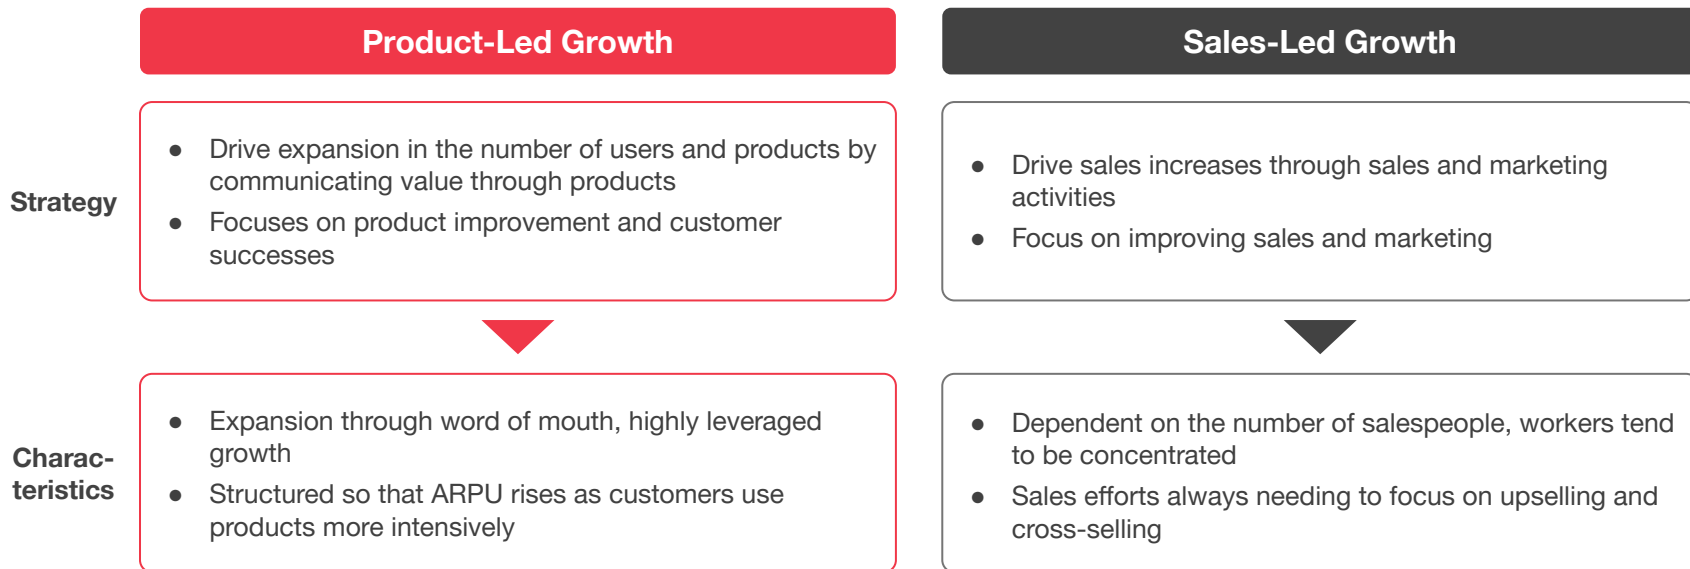 Product-Led Growth
Sales-Led Growth
Strategy
● Drive expansion in the number of users and products by
communicating value through products
● Focuses on product improvement and customer
successes
● Drive sales increases through sales and marketing
activities
● Focus on improving sales and marketing
Charac-
teristics
● Expansion through word of mouth, highly leveraged
growth
● Structured so that ARPU rises as customers use
products more intensively
● Dependent on the number of salespeople, workers tend
to be concentrated
● Sales efforts always needing to focus on upselling and
cross-selling